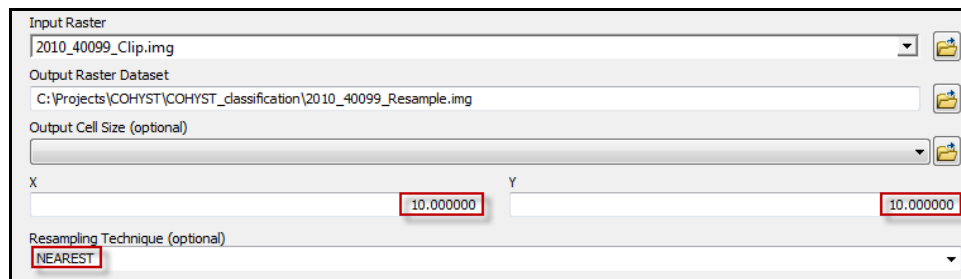 Input Raster
2010_40099_Clip.img
Output Raster Dataset
C:\Projects\COHYST\COHYST_classification\2010_40099_Resample.img
Output Cell Size (optional)
X Y
10.000000 10.000000
Resampling Technique (optional)
NEAREST